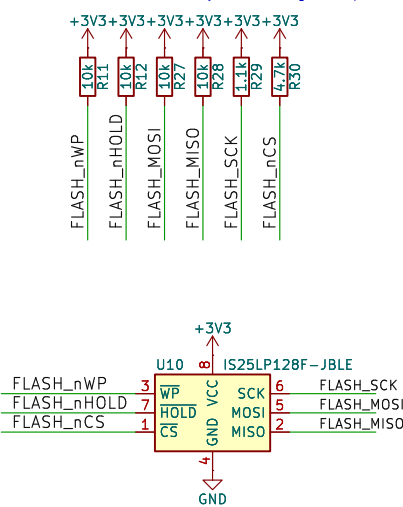 +3V3 +3V3 +3V3 +3V3 +3V3 +3V3
10k R11 10k R12 10k R27 10k R28 1.1k R29 4.7k R30
FLASH_nWP FLASH_nHOLD FLASH_MOSI FLASH_MISO FLASH_SCK FLASH_nCS
+3V3
U10 8 IS25LP128F-JBLE
FLASH_nWP 3 WP VCC SCK 6 FLASH_SCK
FLASH_nHOLD 7 HOLD MOSI 5 FLASH_MOSI
FLASH_nCS 1 CS GND MISO 2 FLASH_MISO
4
GND